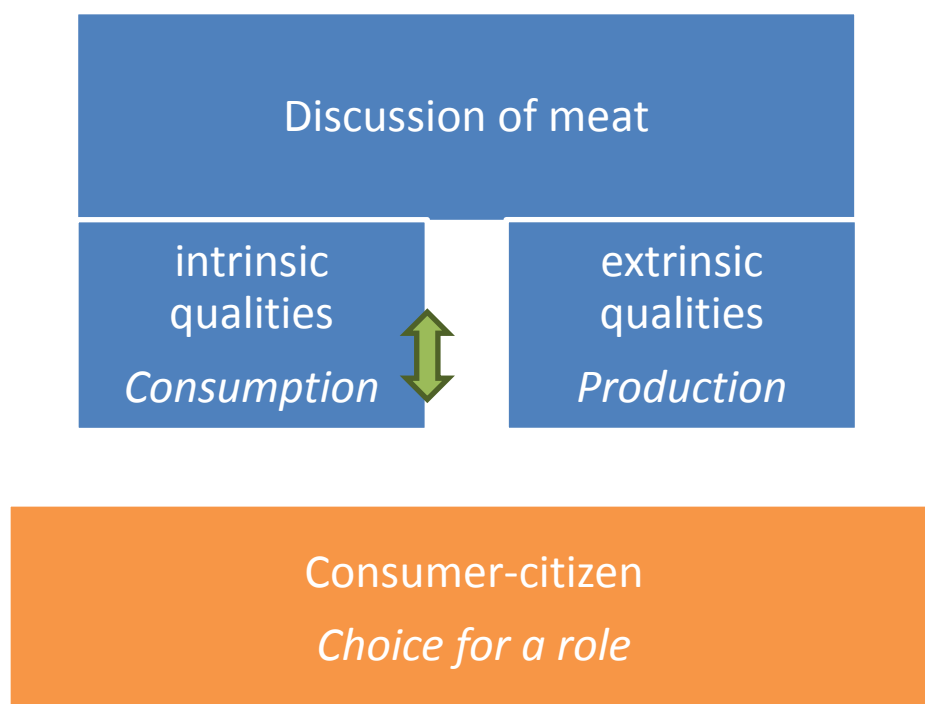 Discussion of meat
intrinsic
qualities
Consumption
extrinsic
qualities
Production
Consumer-citizen
Choice for a role